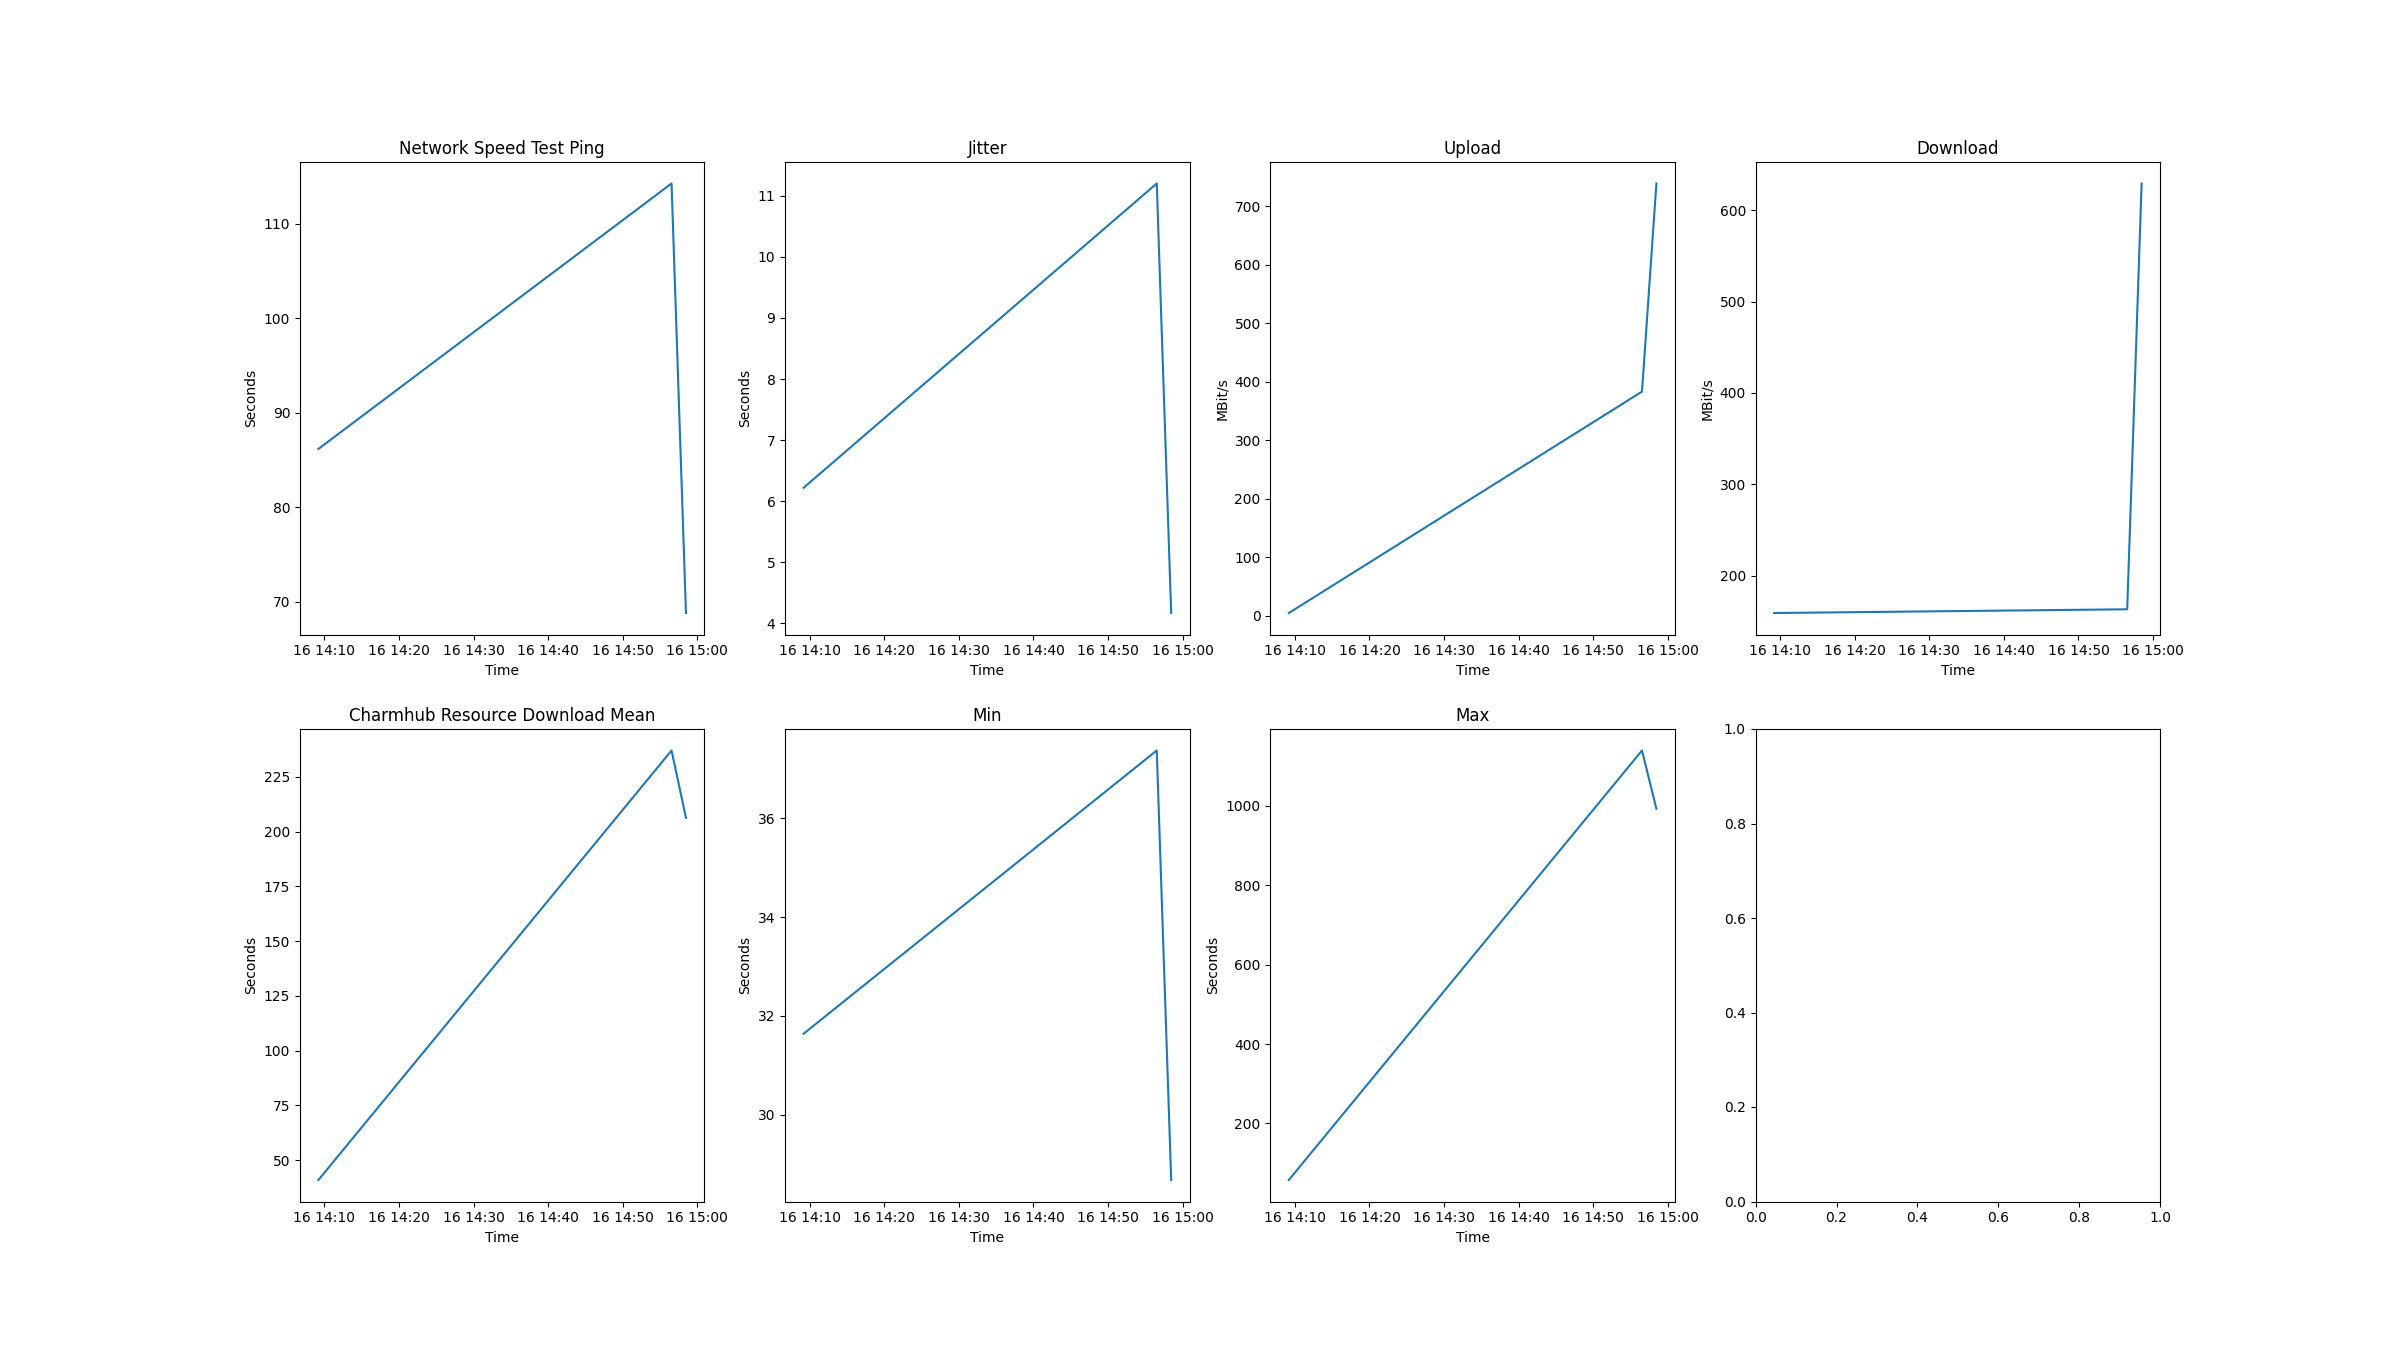 Network Speed Test Ping
Seconds
110
100
90
80
70
16 14:10 16 14:20 16 14:30 16 14:40 16 14:50 16 15:00
Time
Jitter
Seconds
11
10
9
8
7
6
5
4
16 14:10 16 14:20 16 14:30 16 14:40 16 14:50 16 15:00
Time
Upload
MBit/s
700
600
500
400
300
200
100
0
16 14:10 16 14:20 16 14:30 16 14:40 16 14:50 16 15:00
Time
Download
MBit/s
600
500
400
300
200
16 14:10 16 14:20 16 14:30 16 14:40 16 14:50 16 15:00
Time
Charmhub Resource Download Mean
Seconds
225
200
175
150
125
100
75
50
16 14:10 16 14:20 16 14:30 16 14:40 16 14:50 16 15:00
Time
Min
Seconds
36
34
32
30
16 14:10 16 14:20 16 14:30 16 14:40 16 14:50 16 15:00
Time
Max
Seconds
1000
800
600
400
200
16 14:10 16 14:20 16 14:30 16 14:40 16 14:50 16 15:00
Time
1.0
0.8
0.6
0.4
0.2
0.0
0.0 0.2 0.4 0.6 0.8 1.0